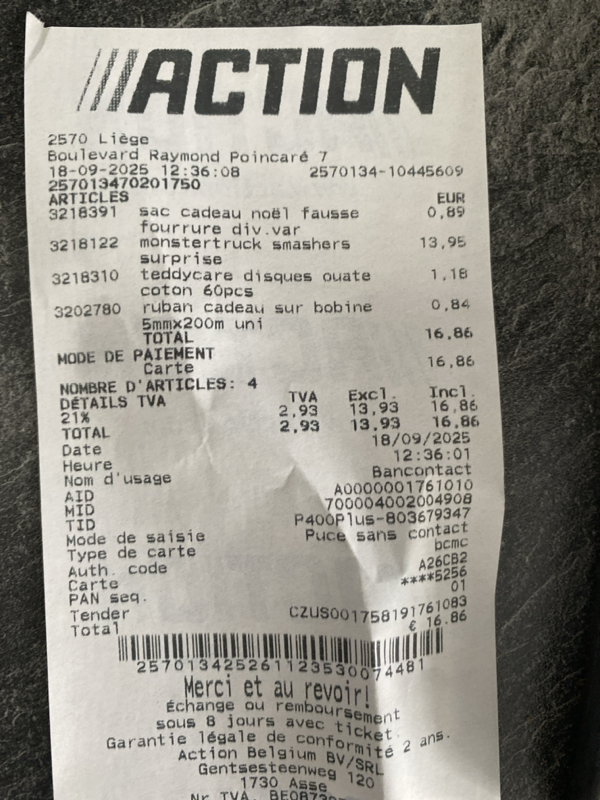 ACTION
2570 Liège
Boulevard Raymond Poincaré 7
18-09-2025 12:36:08 2570134-10445609
257013470201750
ARTICLES EUR
3218391 sac cadeau noël fausse 0,89
fourrure div.var
3218122 monstertruck smashers 13,95
surprise
3218310 teddycare disques ouate 1,18
coton 60pcs
3202780 ruban cadeau sur bobine 0,84
5mmx200m uni
TOTAL 16,86
MODE DE PAIEMENT
Carte 16,86
NOMBRE D'ARTICLES: 4
DÉTAILS TVA TVA Excl. Incl.
21% 2,93 13,93 16,86
TOTAL 2,93 13,93 16,86
Date 18/09/2025
Heure 12:36:01
Nom d'usage Bancontact
AID A0000001761010
MID 700004002004908
TID P400Plus-803679347
Mode de saisie Puce sans contact
Type de carte bcmc
Auth. code A26CB2
Carte ****5256
PAN seq. 01
Tender CZUS001758191761083
Total € 16.86
257013425261123530074481
Merci et au revoir!
Échange ou remboursement
sous 8 jours avec ticket.
Garantie légale de conformité 2 ans.
Action Belgium BV/SRL
Gentsesteenweg 120
1730 Asse
Nr TVA.